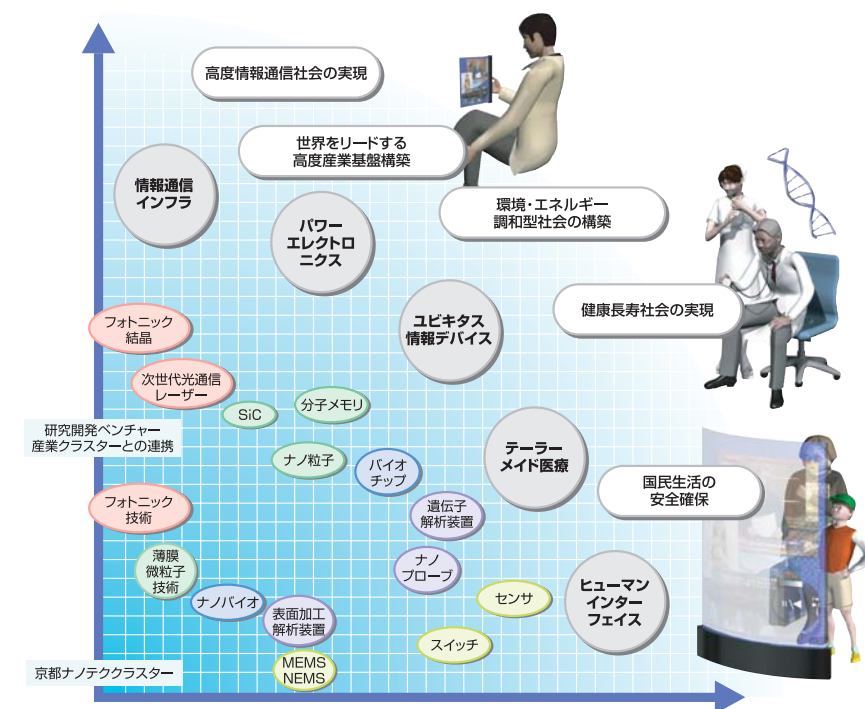 高度情報通信社会の実現
世界をリードする
高度産業基盤構築
情報通信
インフラ
パワー
エレクトロ
ニクス
環境・エネルギー
調和型社会の構築
ユビキタス
情報デバイス
健康長寿社会の実現
フォトニック
結晶
次世代光通信
レーザー
SiC
分子メモリ
研究開発ベンチャー
産業クラスターとの連携
ナノ粒子
バイオ
チップ
テーラー
メイド医療
国民生活の
安全確保
フォトニック
技術
遺伝子
解析装置
薄膜
微粒子
技術
ナノ
プローブ
ナノバイオ
表面加工
解析装置
センサ
ヒューマン
インター
フェイス
スイッチ
京都ナノテククラスター
MEMS
NEMS